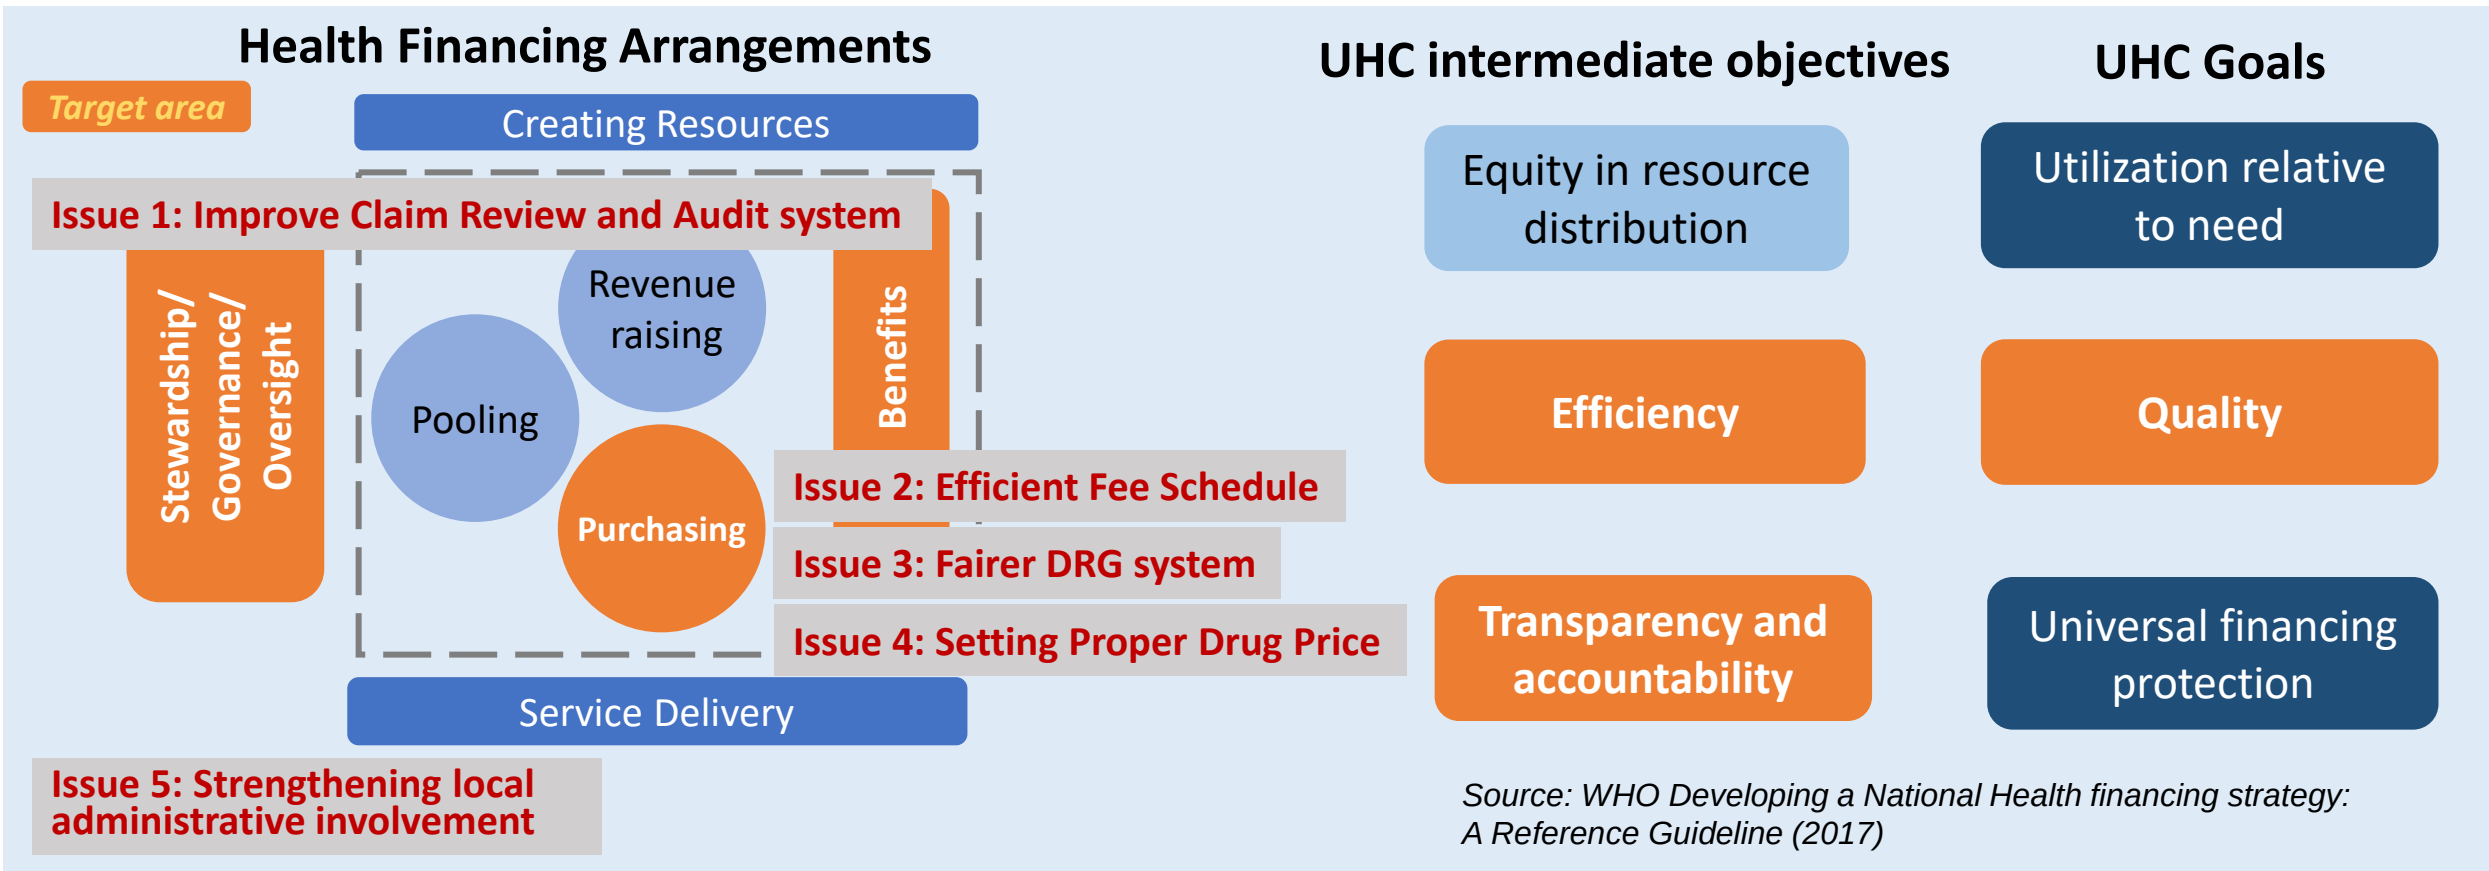 Health Financing Arrangements
UHC intermediate objectives
UHC Goals
Target area
Creating Resources
Issue 1: Improve Claim Review and Audit system
Stewardship/
Governance/
Oversight
Revenue
raising
Pooling
Purchasing
Benefits
Issue 2: Efficient Fee Schedule
Issue 3: Fairer DRG system
Issue 4: Setting Proper Drug Price
Service Delivery
Issue 5: Strengthening local
administrative involvement
Equity in resource
distribution
Efficiency
Transparency and
accountability
Utilization relative
to need
Quality
Universal financing
protection
Source: WHO Developing a National Health financing strategy:
A Reference Guideline (2017)